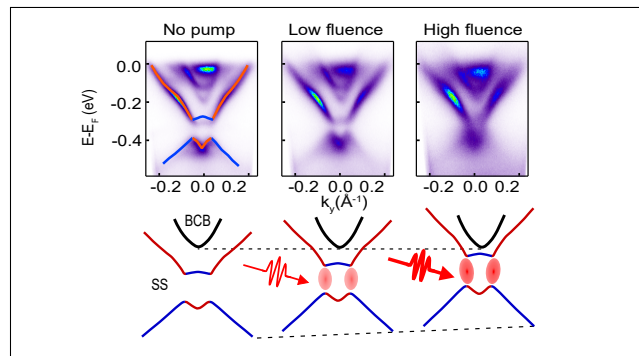 No pump Low fluence High fluence
0.0
-0.2
-0.4
E-E_F (eV)
-0.2 0.0 0.2 -0.2 0.0 0.2 -0.2 0.0 0.2
k_y(Å⁻¹)
BCB
SS